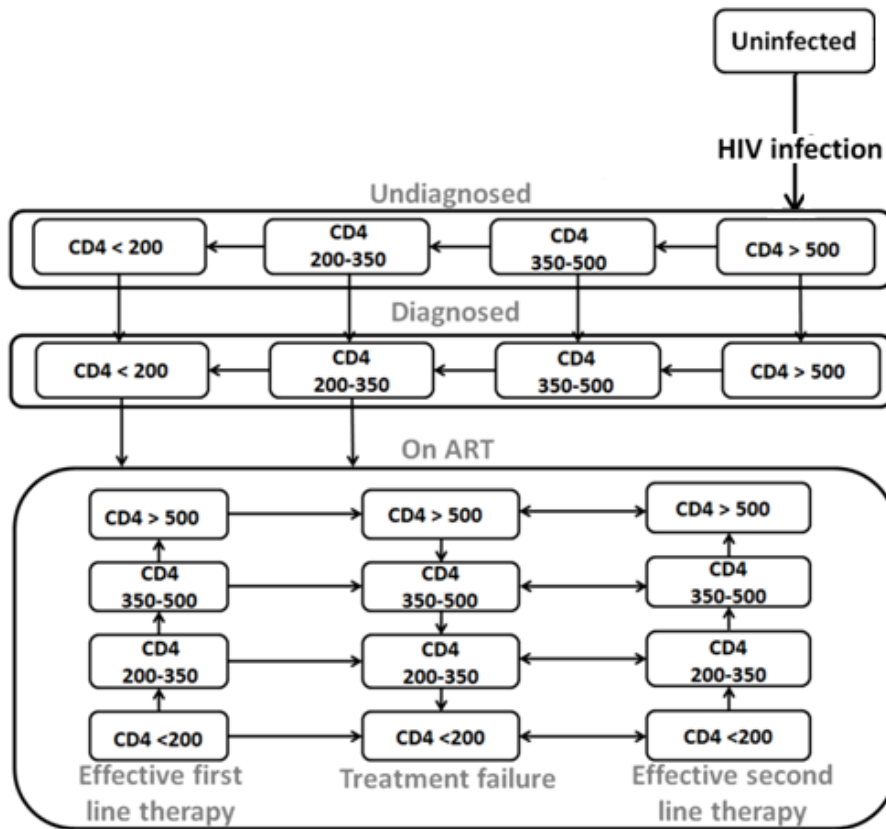 Uninfected
HIV infection
Undiagnosed
CD4 < 200
CD4
200-350
CD4
350-500
CD4 > 500
Diagnosed
CD4 < 200
CD4
200-350
CD4
350-500
CD4 > 500
On ART
CD4 > 500
CD4 > 500
CD4 > 500
CD4
350-500
CD4
350-500
CD4
350-500
CD4
200-350
CD4
200-350
CD4
200-350
CD4 <200
CD4 <200
CD4 <200
Effective first
line therapy
Treatment failure
Effective second
line therapy